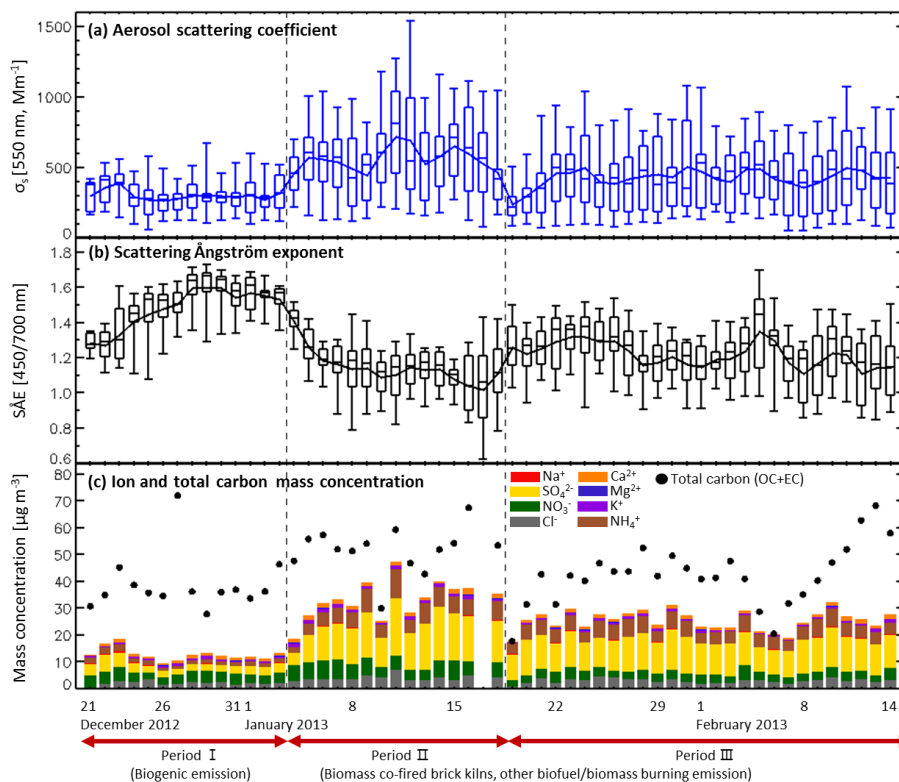 (a) Aerosol scattering coefficient
σs [550 nm, Mm-1]
1500
1000
500
0
(b) Scattering Ångström exponent
SÅE [450/700 nm]
1.8
1.6
1.4
1.2
1.0
0.8
0.6
(c) Ion and total carbon mass concentration
Mass concentration [µg m-3]
80
70
60
50
40
30
20
10
0
Na+ Ca2+ Total carbon (OC+EC)
SO42- Mg2+
NO3- K+
Cl- NH4+
21 26 31 1 8 15 22 29 1 8 14
December 2012 January 2013 February 2013
Period Ⅰ Period Ⅱ Period Ⅲ
(Biogenic emission) (Biomass co-fired brick kilns, other biofuel/biomass burning emission)